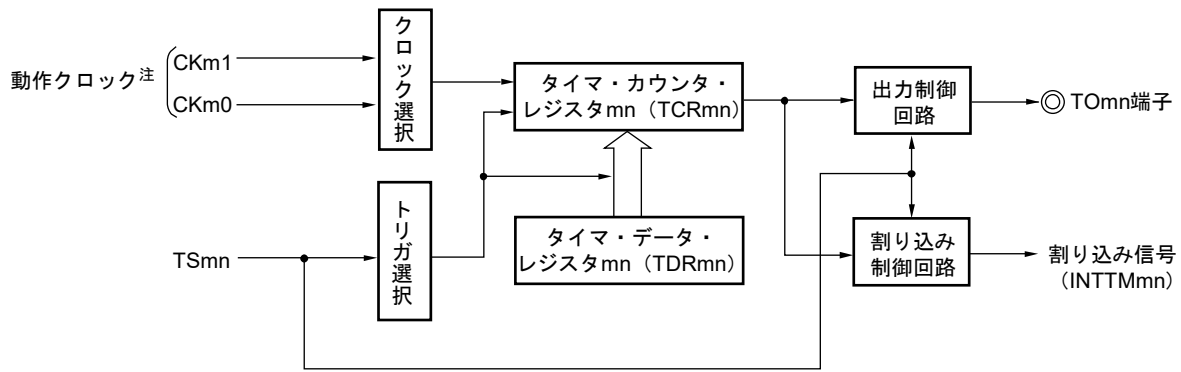 動作クロック注
CKm1
CKm0
クロック選択
タイマ・カウンタ・
レジスタmn（TCRmn）
出力制御
回路
TOmn端子
TSmn
トリガ選択
タイマ・データ・
レジスタmn（TDRmn）
割り込み
制御回路
割り込み信号
（INTTMmn）